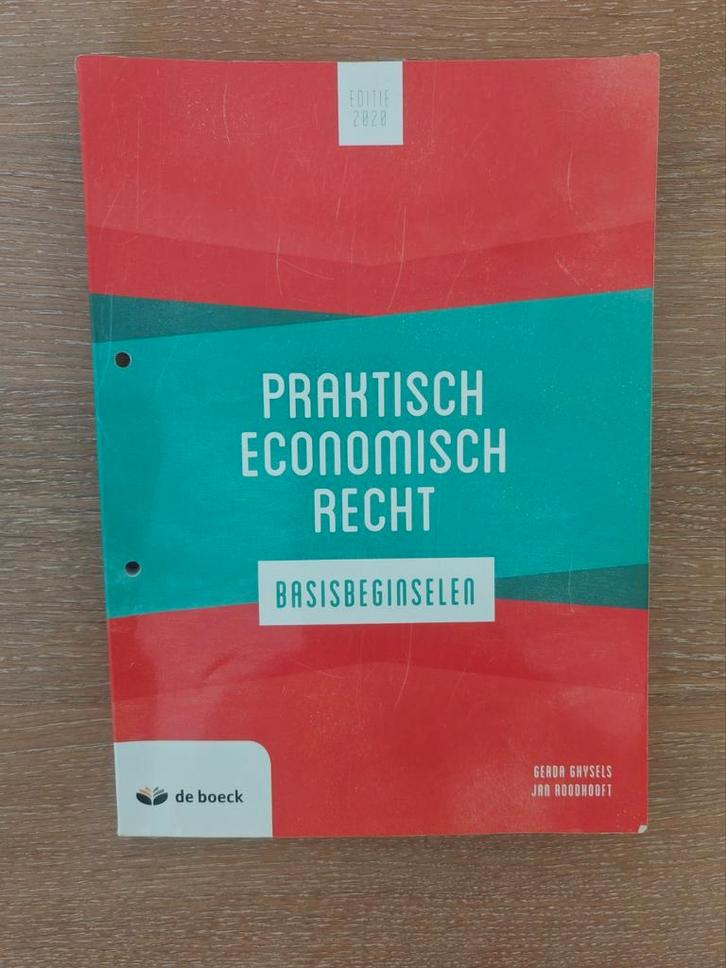 EDITIE
2020
PRAKTISCH
ECONOMISCH
RECHT
BASISBEGINSELEN
GERDA GHYSELS
JAN ROODHOOFT
de boeck